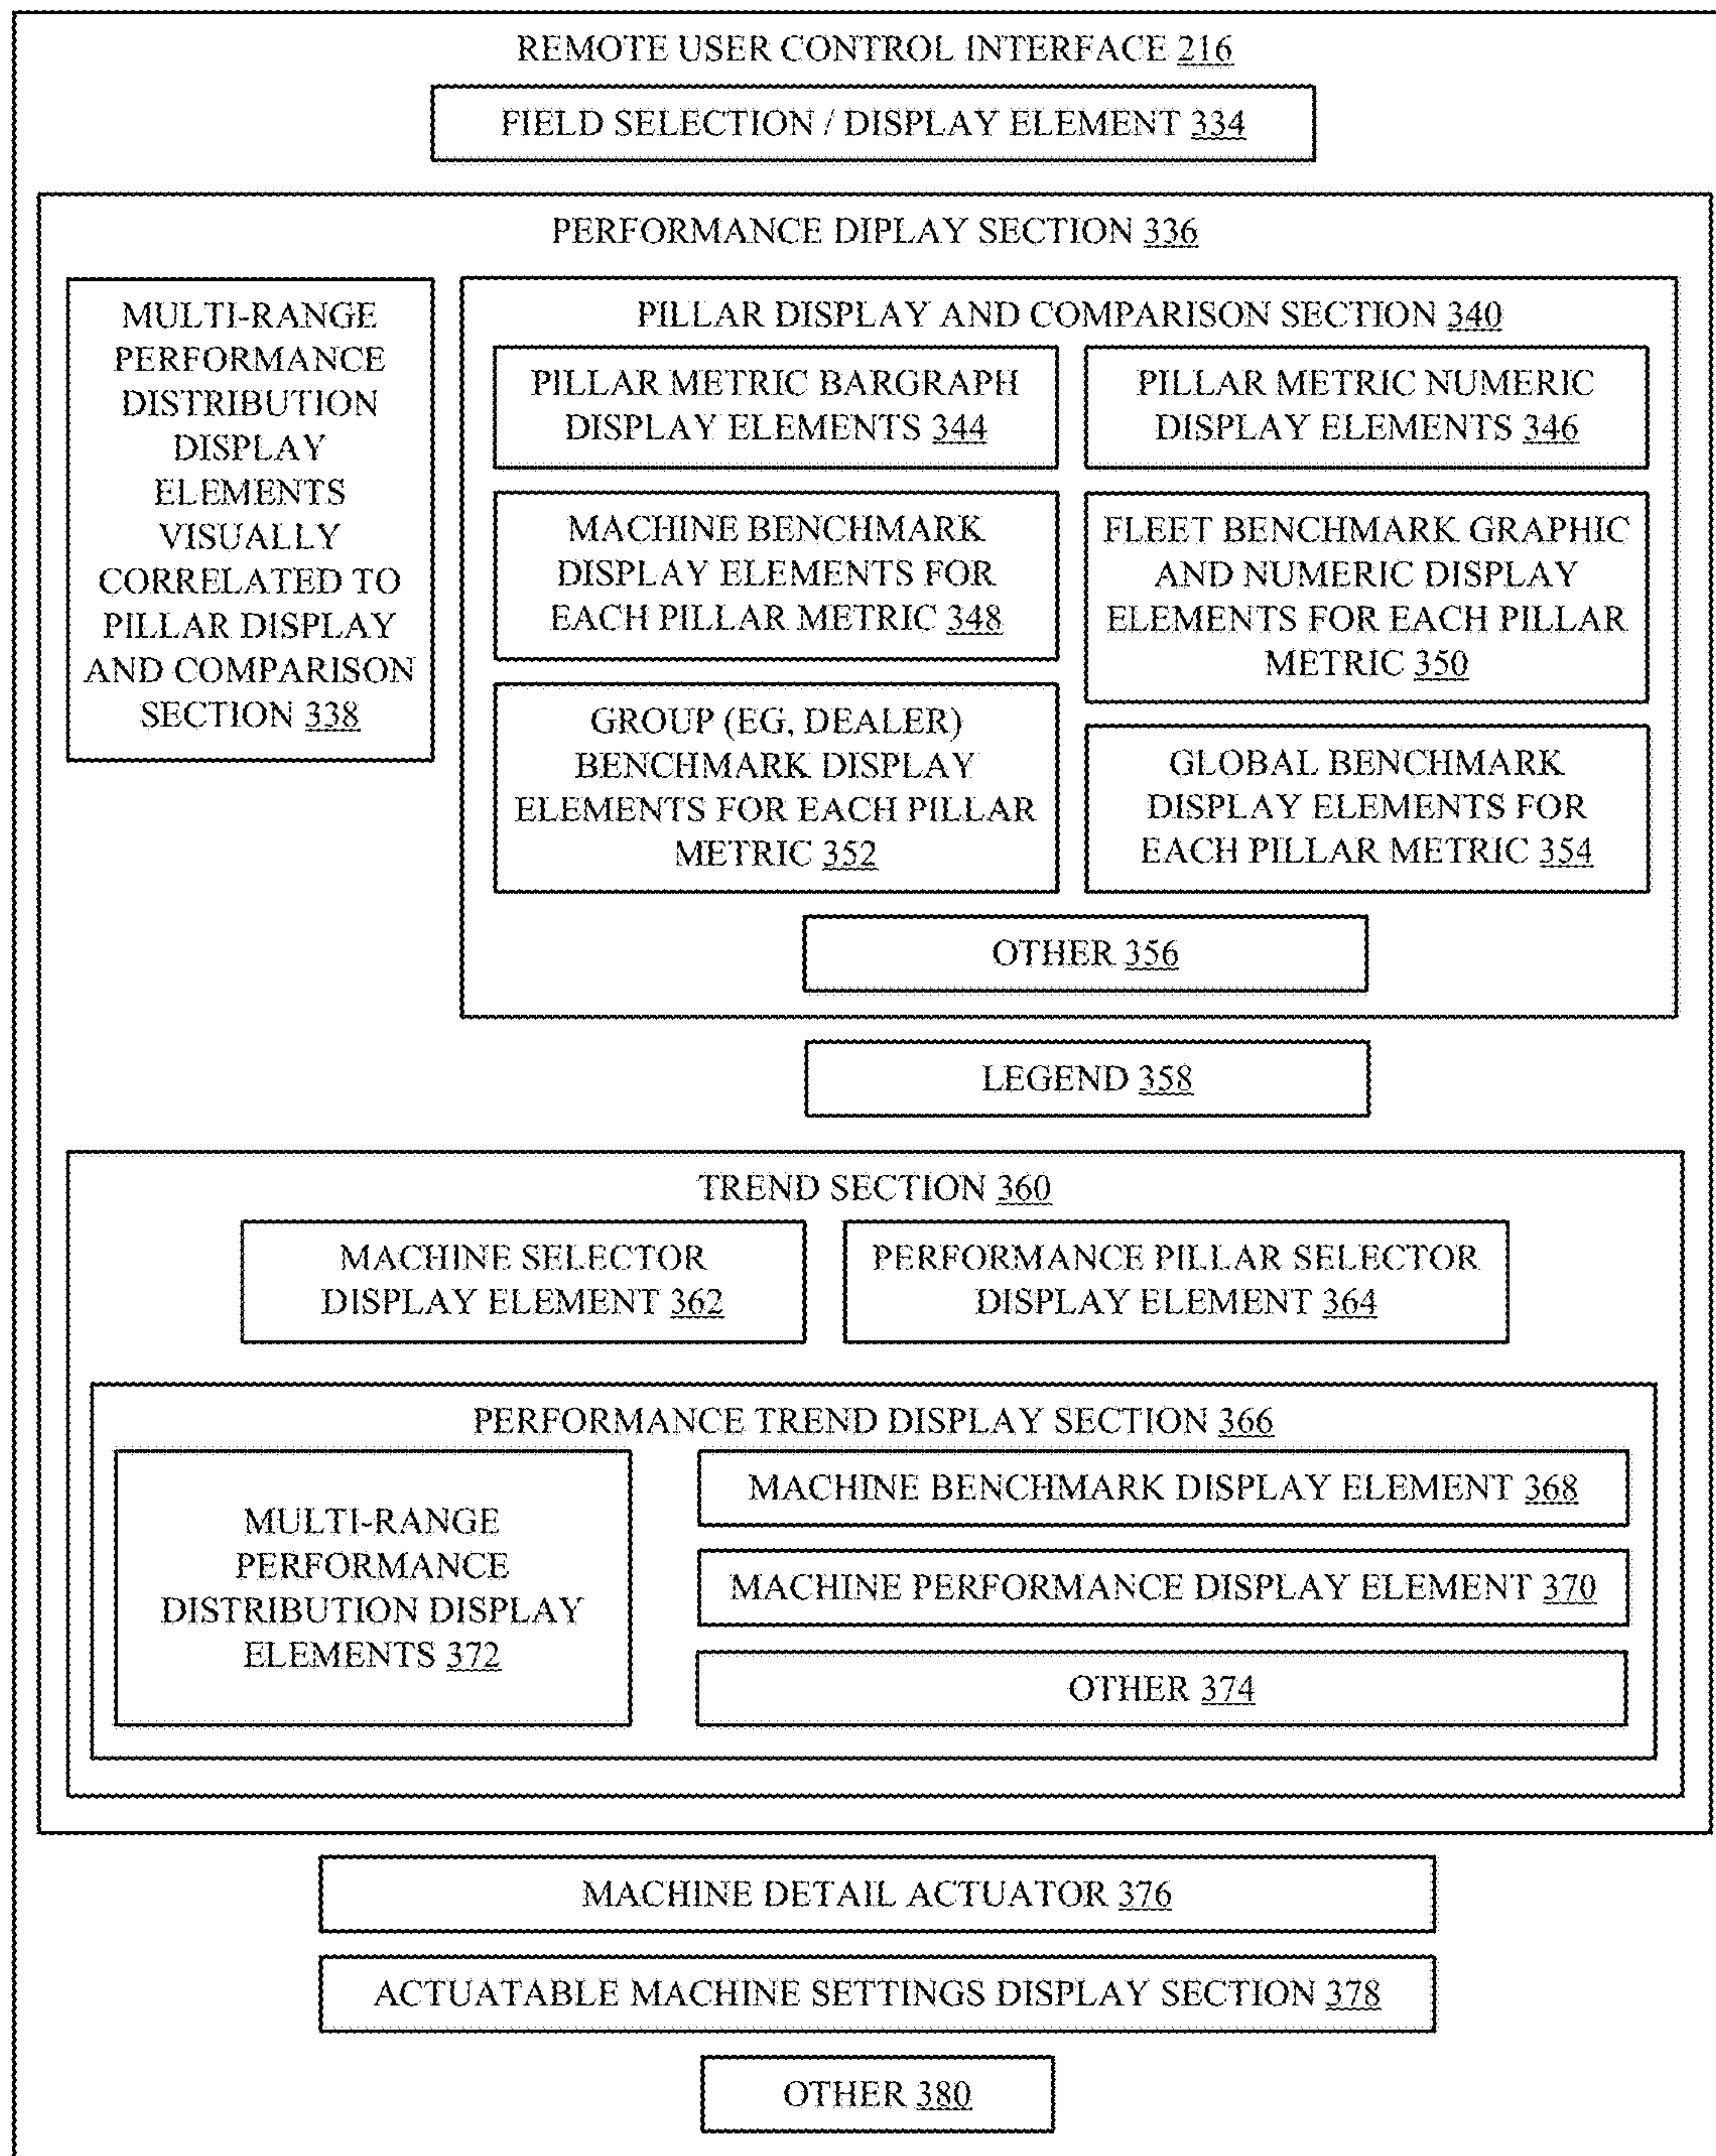 REMOTE USER CONTROL INTERFACE 216
FIELD SELECTION / DISPLAY ELEMENT 334
PERFORMANCE DIPLAY SECTION 336
MULTI-RANGE
PERFORMANCE
DISTRIBUTION
DISPLAY
ELEMENTS
VISUALLY
CORRELATED TO
PILLAR DISPLAY
AND COMPARISON
SECTION 338
PILLAR DISPLAY AND COMPARISON SECTION 340
PILLAR METRIC BARGRAPH
DISPLAY ELEMENTS 344
PILLAR METRIC NUMERIC
DISPLAY ELEMENTS 346
MACHINE BENCHMARK
DISPLAY ELEMENTS FOR
EACH PILLAR METRIC 348
FLEET BENCHMARK GRAPHIC
AND NUMERIC DISPLAY
ELEMENTS FOR EACH PILLAR
METRIC 350
GROUP (EG, DEALER)
BENCHMARK DISPLAY
ELEMENTS FOR EACH PILLAR
METRIC 352
GLOBAL BENCHMARK
DISPLAY ELEMENTS FOR
EACH PILLAR METRIC 354
OTHER 356
LEGEND 358
TREND SECTION 360
MACHINE SELECTOR
DISPLAY ELEMENT 362
PERFORMANCE PILLAR SELECTOR
DISPLAY ELEMENT 364
PERFORMANCE TREND DISPLAY SECTION 366
MULTI-RANGE
PERFORMANCE
DISTRIBUTION DISPLAY
ELEMENTS 372
MACHINE BENCHMARK DISPLAY ELEMENT 368
MACHINE PERFORMANCE DISPLAY ELEMENT 370
OTHER 374
MACHINE DETAIL ACTUATOR 376
ACTUATABLE MACHINE SETTINGS DISPLAY SECTION 378
OTHER 380